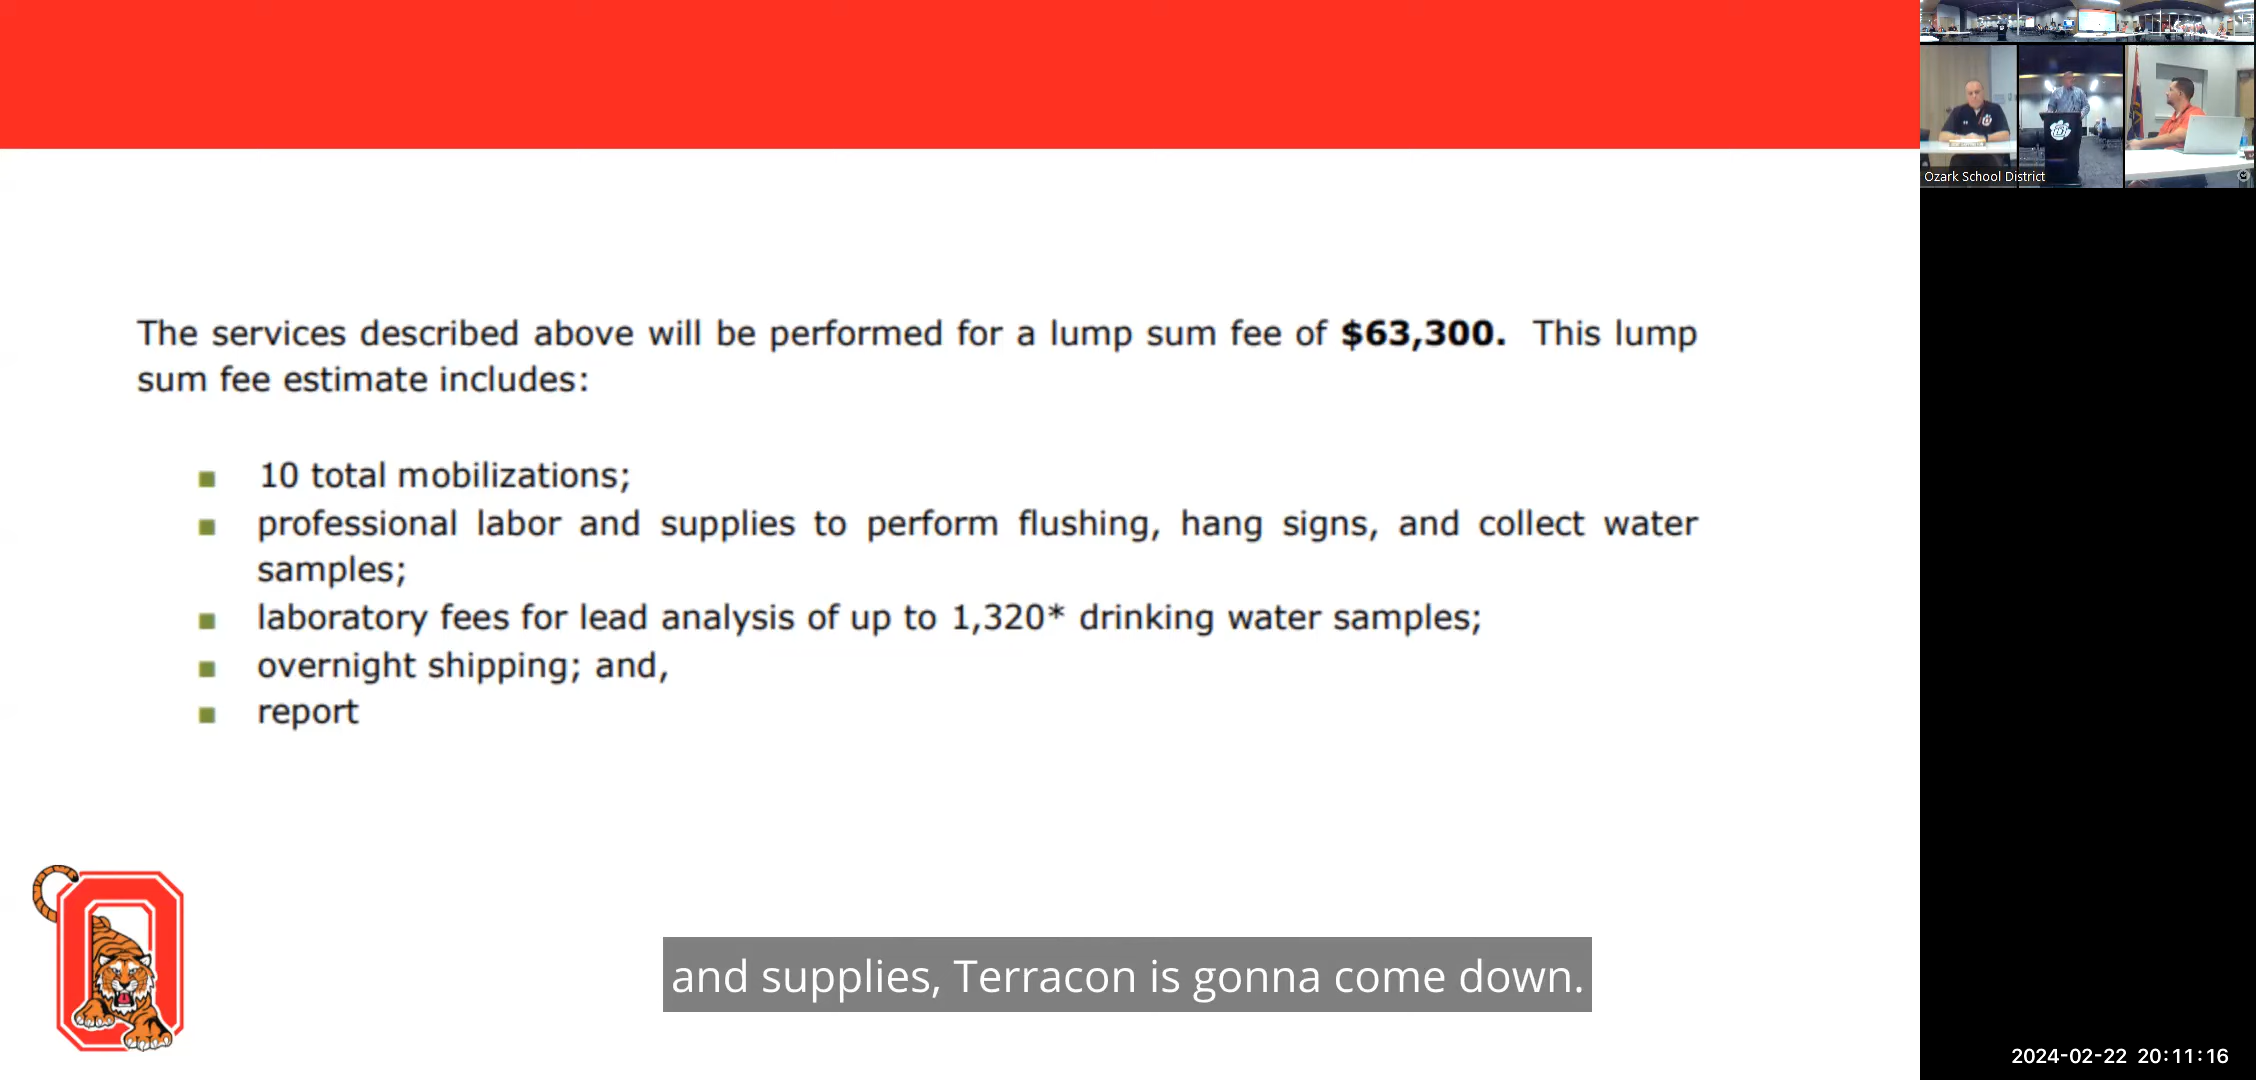 The services described above will be performed for a lump sum fee of $63,300. This lump
sum fee estimate includes:
10 total mobilizations;
professional labor and supplies to perform flushing, hang signs, and collect water
samples;
laboratory fees for lead analysis of up to 1,320* drinking water samples;
overnight shipping; and,
report
and supplies, Terracon is gonna come down.
Ozark School District
2024-02-22 20:11:16